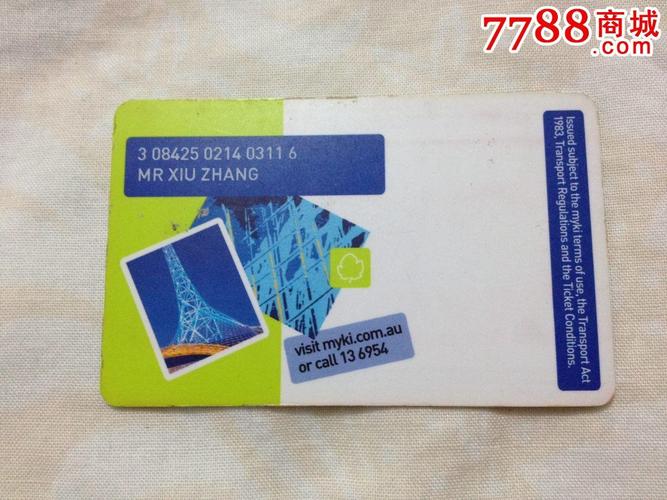 7788商城
.com
3 08425 0214 0311 6
MR XIU ZHANG
visit myki.com.au
or call 13 6954
Issued subject to the myki terms of use, the Transport Act
1983, Transport Regulations and the Ticket Conditions.